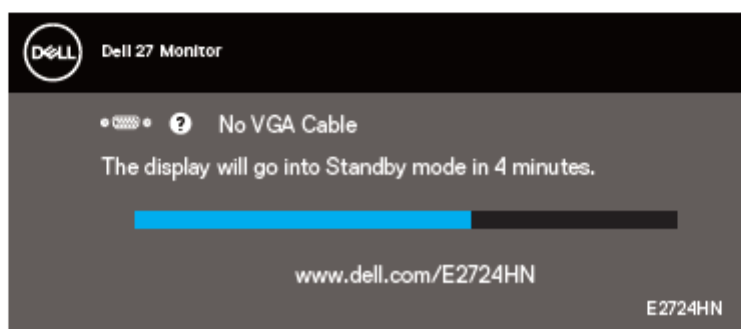 DELL
Dell 27 Monitor
? No VGA Cable
The display will go into Standby mode in 4 minutes.
www.dell.com/E2724HN
E2724HN